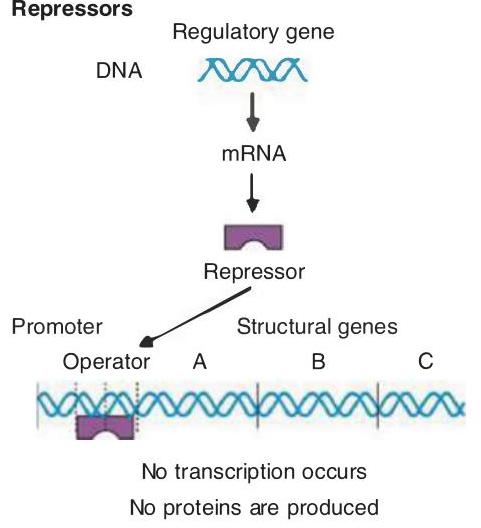 Repressors
Regulatory gene
DNA
mRNA
Repressor
Promoter Structural genes
Operator A B C
No transcription occurs
No proteins are produced